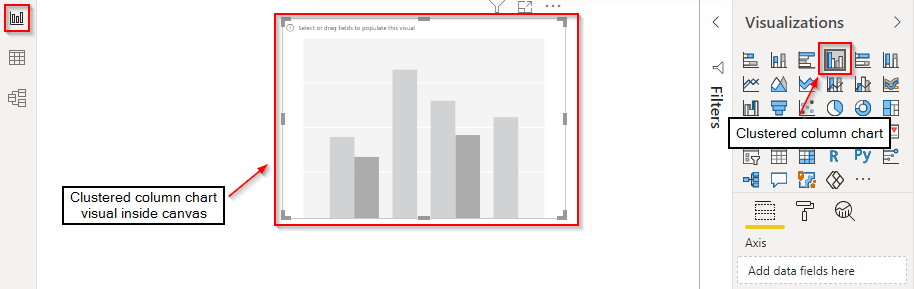 Select or drag fields to populate this visual
Clustered column chart
visual inside canvas
Filters
Visualizations
Clustered column chart
R
Py
Axis
Add data fields here